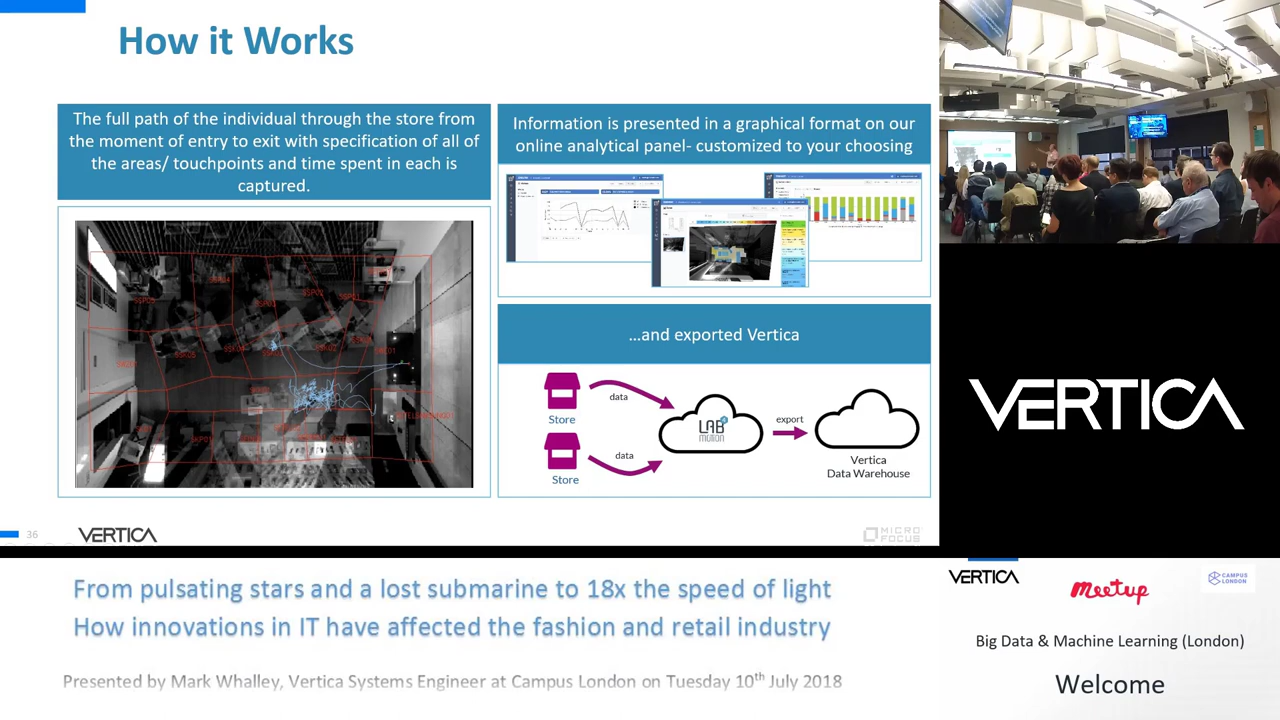 How it Works
The full path of the individual through the store from
the moment of entry to exit with specification of all of
the areas/ touchpoints and time spent in each is
captured.
Information is presented in a graphical format on our
online analytical panel- customized to your choosing
...and exported Vertica
Store
data
Store
data
LAB
MOTION
export
Vertica
Data Warehouse
36
VERTICA
MICRO
FOCUS
VERTICA
From pulsating stars and a lost submarine to 18x the speed of light
How innovations in IT have affected the fashion and retail industry
Presented by Mark Whalley, Vertica Systems Engineer at Campus London on Tuesday 10th July 2018
VERTICA
meetup
CAMPUS
LONDON
Big Data & Machine Learning (London)
Welcome